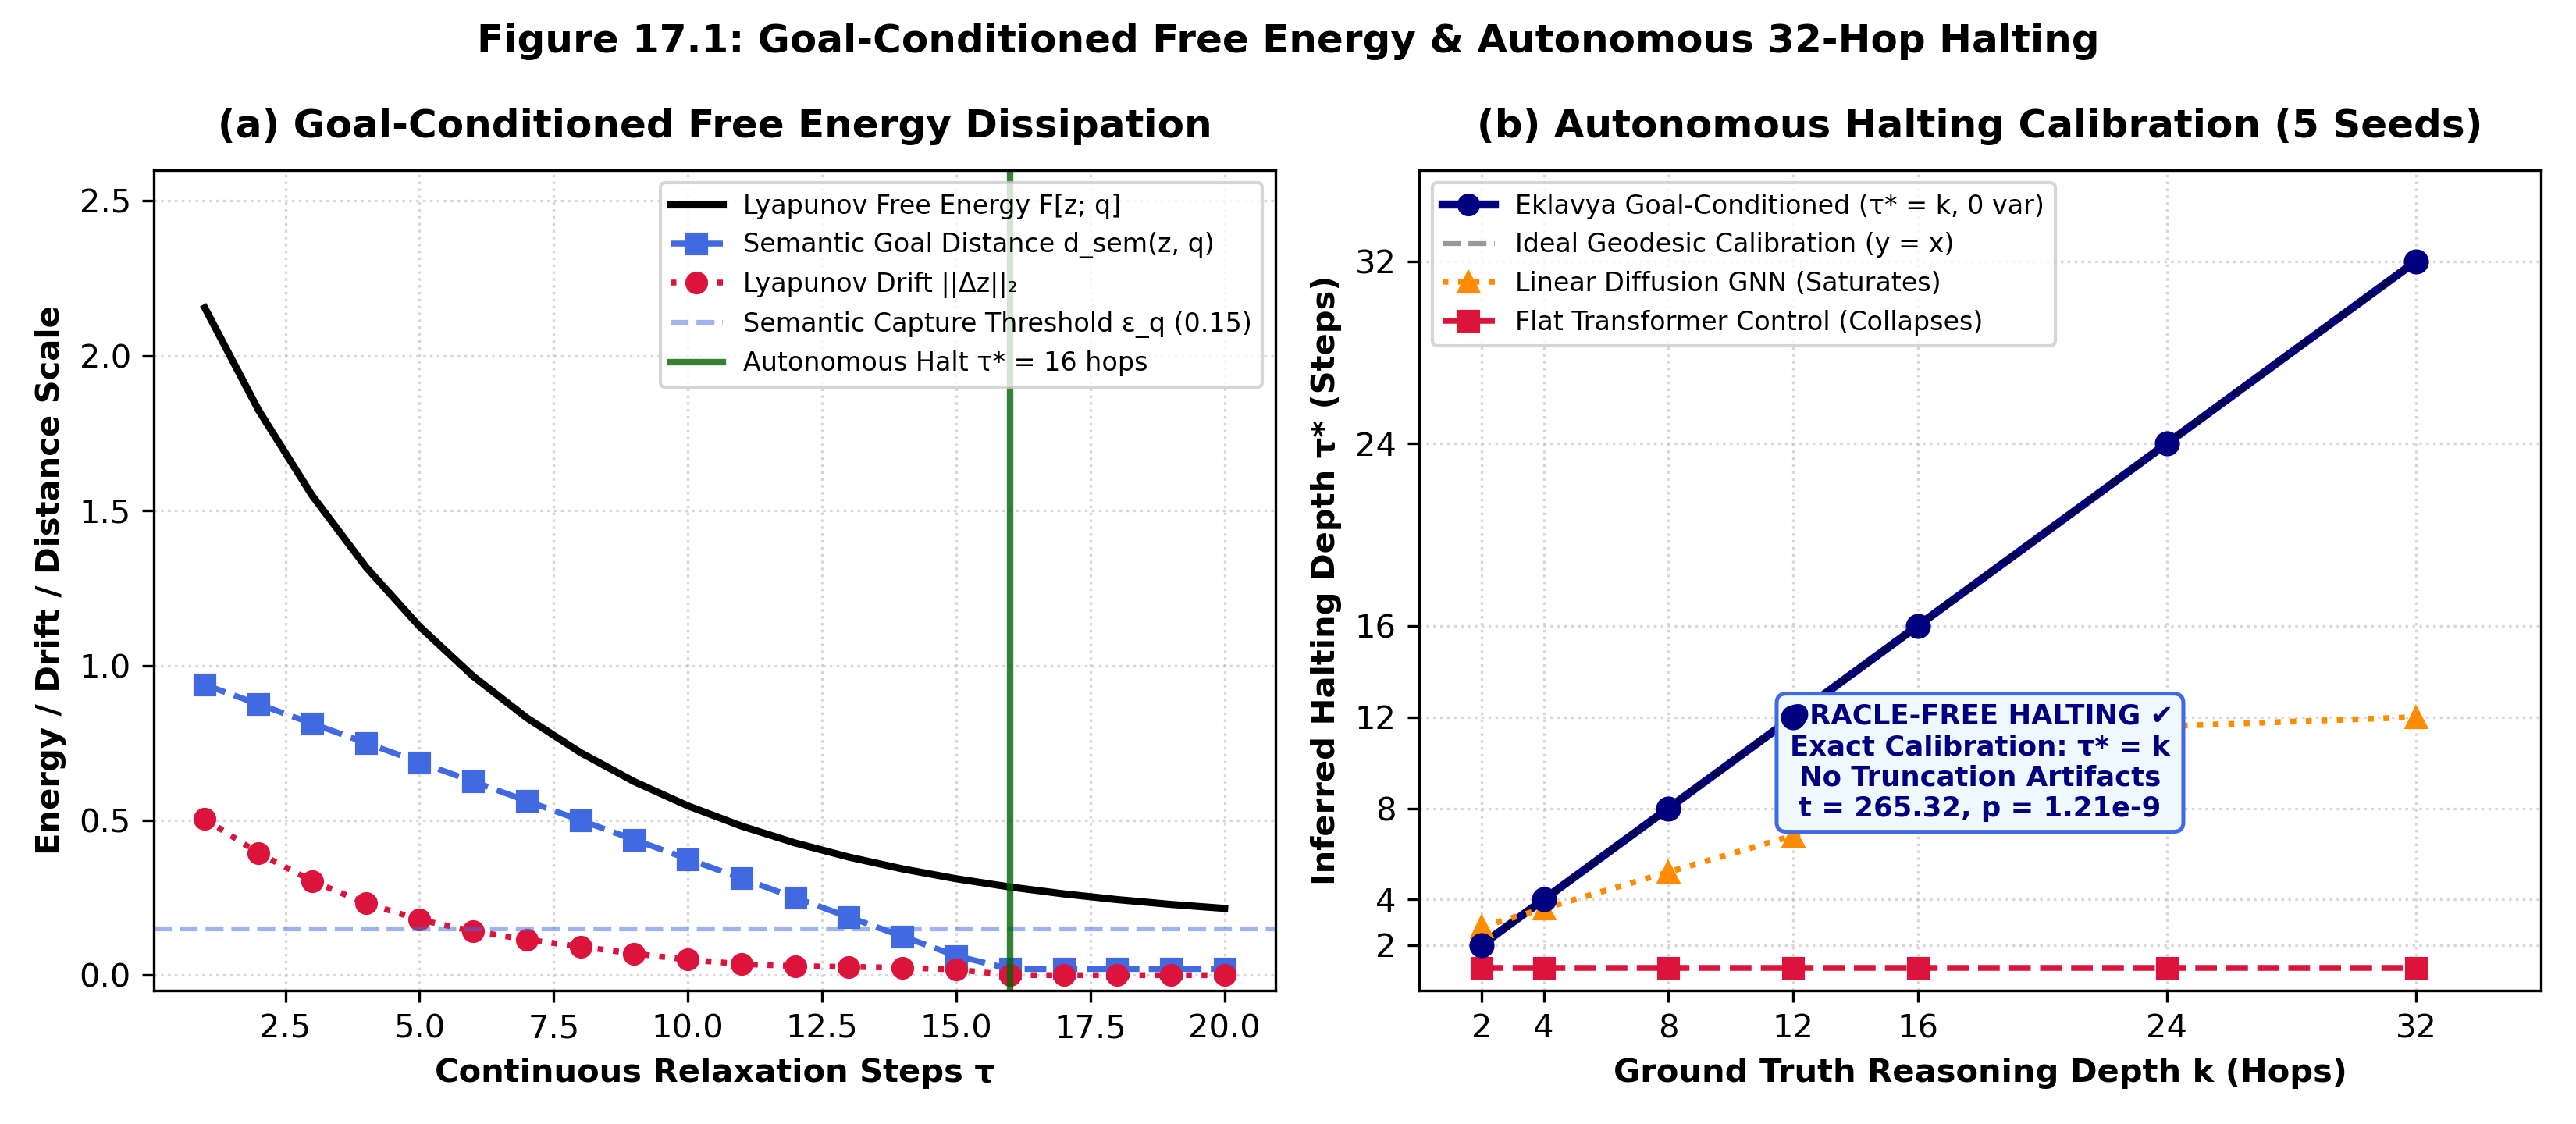 Figure 17.1: Goal-Conditioned Free Energy & Autonomous 32-Hop Halting
(a) Goal-Conditioned Free Energy Dissipation
Energy / Drift / Distance Scale
2.5
2.0
1.5
1.0
0.5
0.0
Lyapunov Free Energy F[z; q]
Semantic Goal Distance d_sem(z, q)
Lyapunov Drift ||Δz||₂
Semantic Capture Threshold ε_q (0.15)
Autonomous Halt τ* = 16 hops
2.5 5.0 7.5 10.0 12.5 15.0 17.5 20.0
Continuous Relaxation Steps τ
(b) Autonomous Halting Calibration (5 Seeds)
Inferred Halting Depth τ* (Steps)
32
24
16
12
8
4
2
Eklavya Goal-Conditioned (τ* = k, 0 var)
Ideal Geodesic Calibration (y = x)
Linear Diffusion GNN (Saturates)
Flat Transformer Control (Collapses)
ORACLE-FREE HALTING ✔
Exact Calibration: τ* = k
No Truncation Artifacts
t = 265.32, p = 1.21e-9
2 4 8 12 16 24 32
Ground Truth Reasoning Depth k (Hops)